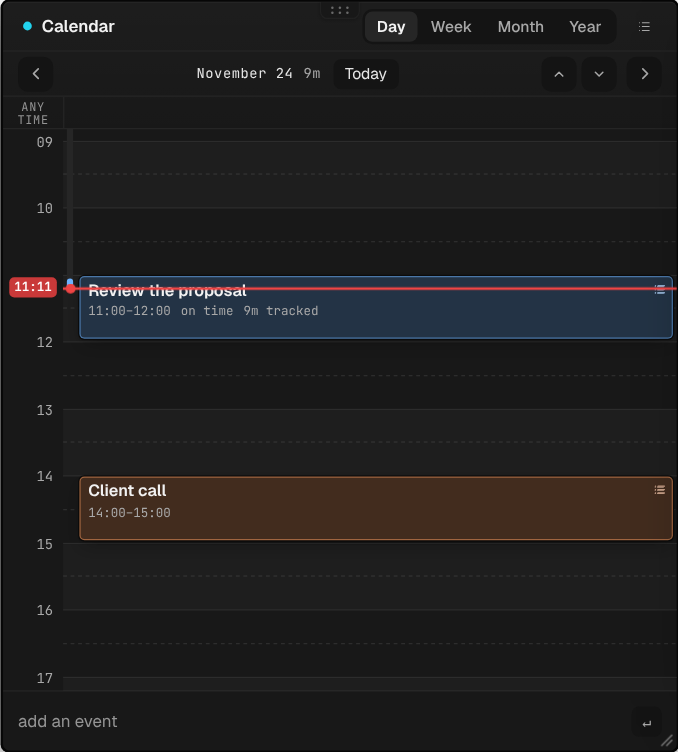 Calendar
Day Week Month Year
November 24 9m Today
ANY
TIME
09
10
11:11
Review the proposal
11:00–12:00 on time 9m tracked
12
13
14
Client call
14:00–15:00
15
16
17
add an event